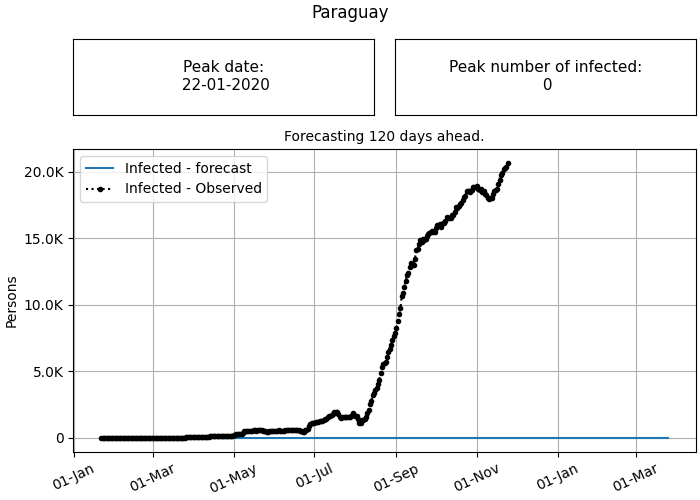 Paraguay
Peak date:
22-01-2020
Peak number of infected:
0
Forecasting 120 days ahead.
Infected - forecast
Infected - Observed
20.0K
15.0K
10.0K
5.0K
0
Persons
01-Jan
01-Mar
01-May
01-Jul
01-Sep
01-Nov
01-Jan
01-Mar